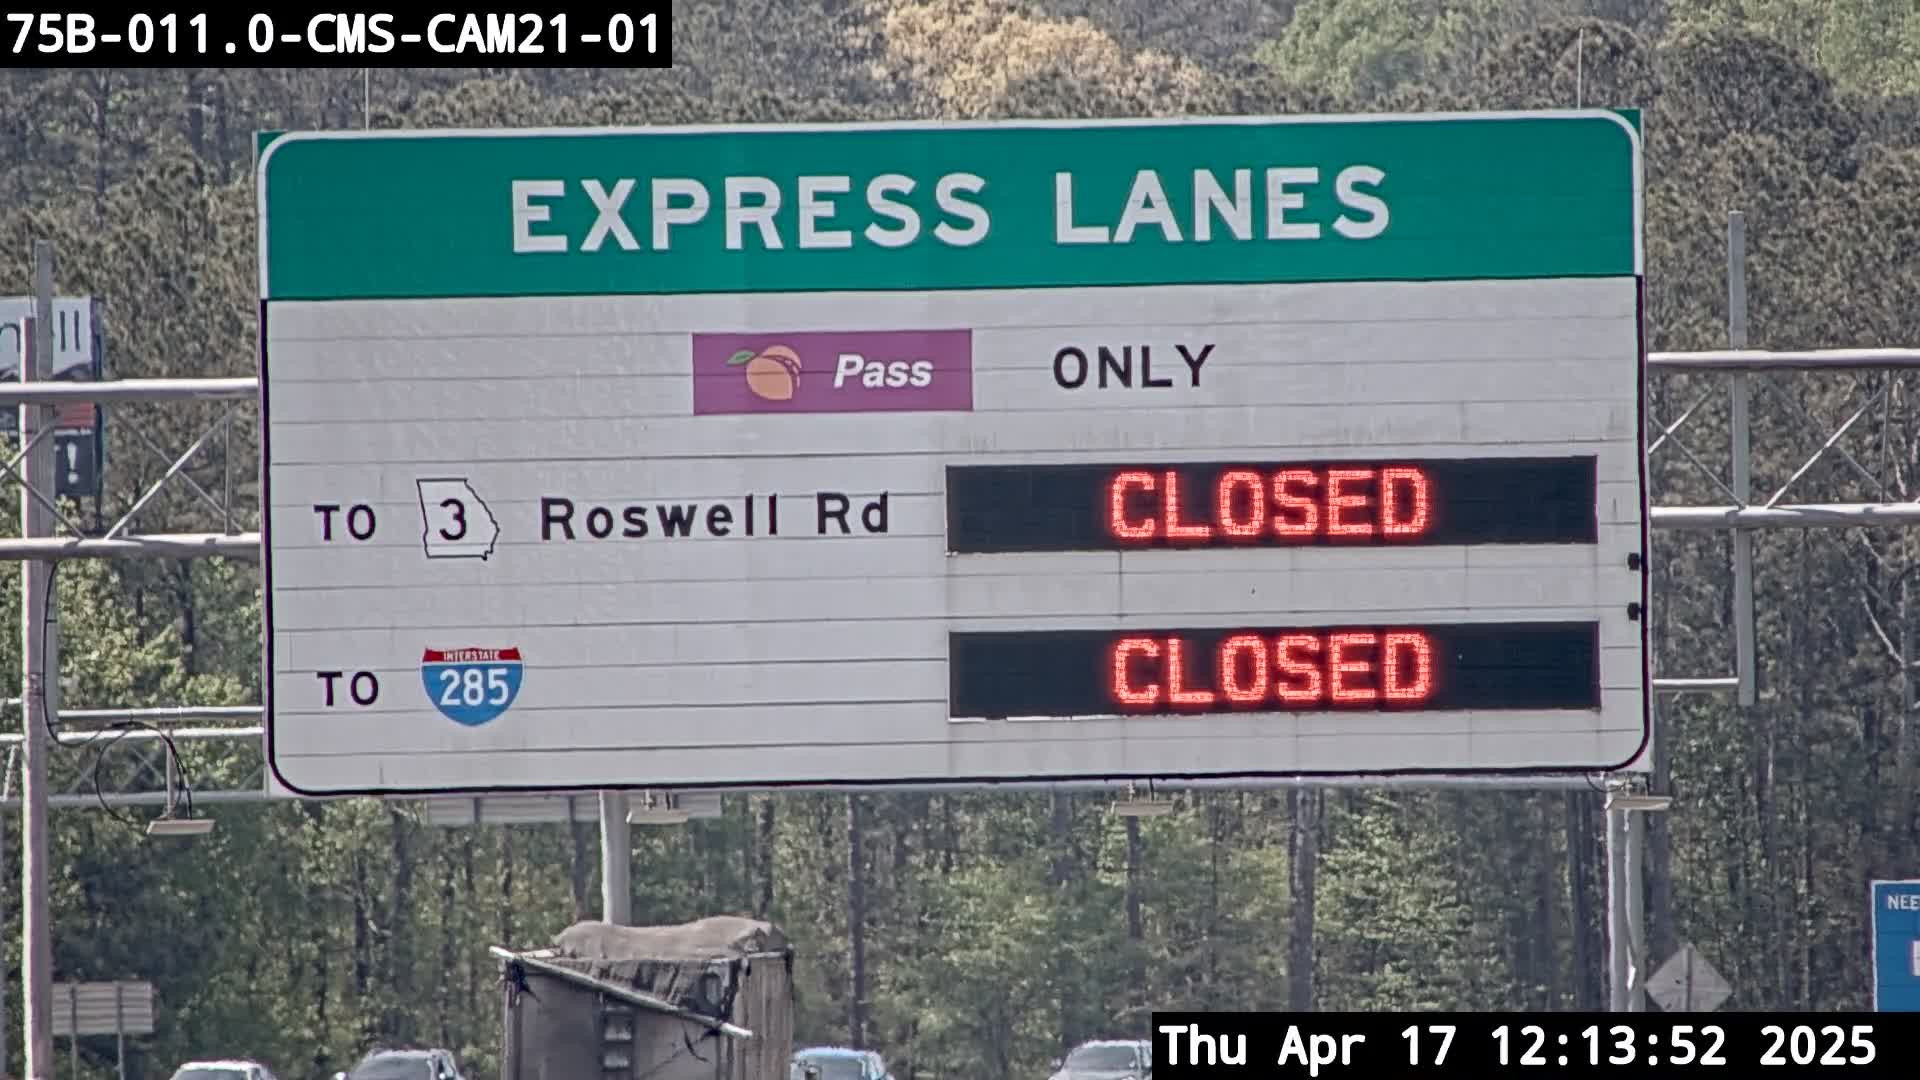 75B-011.0-CMS-CAM21-01
EXPRESS LANES
Pass ONLY
TO 3 Roswell Rd CLOSED
TO INTERSTATE 285 CLOSED
!
Thu Apr 17 12:13:52 2025